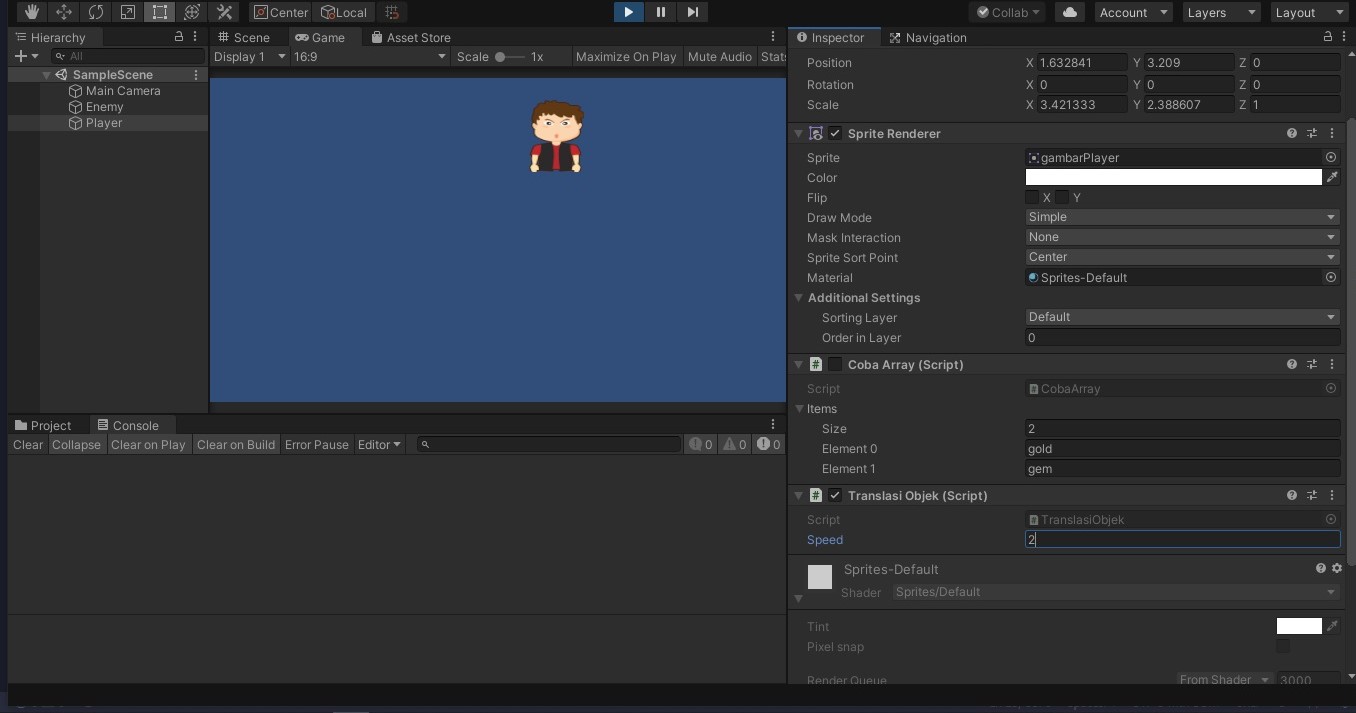 Center Local Collab Account Layers Layout
Hierarchy
All
SampleScene
Main Camera
Enemy
Player
Scene Game Asset Store
Display 1 16:9 Scale 1x Maximize On Play Mute Audio Stats
Project Console
Clear Collapse Clear on Play Clear on Build Error Pause Editor 0 0 0
Inspector Navigation
Position X 1.632841 Y 3.209 Z 0
Rotation X 0 Y 0 Z 0
Scale X 3.421333 Y 2.388607 Z 1
Sprite Renderer
Sprite gambarPlayer
Color
Flip X Y
Draw Mode Simple
Mask Interaction None
Sprite Sort Point Center
Material Sprites-Default
Additional Settings
Sorting Layer Default
Order in Layer 0
# Coba Array (Script)
Script CobaArray
Items
Size 2
Element 0 gold
Element 1 gem
# Translasi Objek (Script)
Script TranslasiObjek
Speed 2
Sprites-Default
Shader Sprites/Default
Tint
Pixel snap
Render Queue From Shader 3000